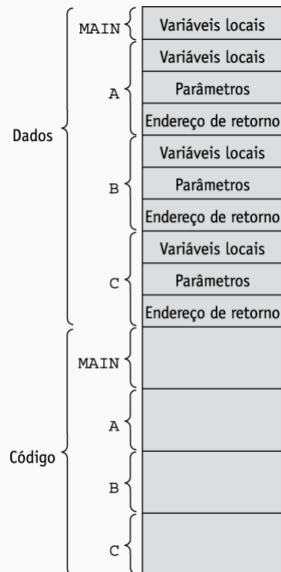 Dados
MAIN
Variáveis locais
A
Variáveis locais
Parâmetros
Endereço de retorno
B
Variáveis locais
Parâmetros
Endereço de retorno
C
Variáveis locais
Parâmetros
Endereço de retorno
Código
MAIN
A
B
C